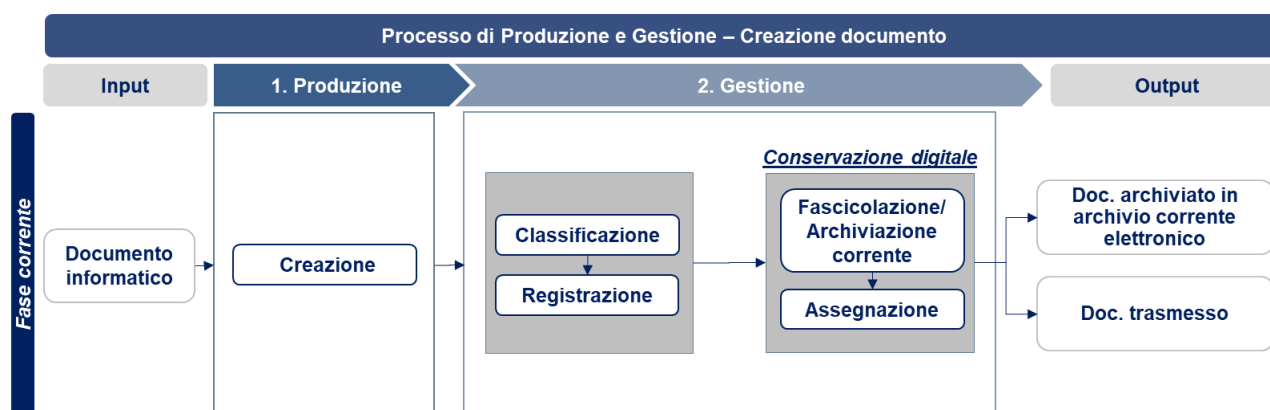 Processo di Produzione e Gestione – Creazione documento
Input
1. Produzione
2. Gestione
Output
Fase corrente
Documento
informatico
Creazione
Classificazione
Registrazione
Conservazione digitale
Fascicolazione/
Archiviazione
corrente
Assegnazione
Doc. archiviato in
archivio corrente
elettronico
Doc. trasmesso